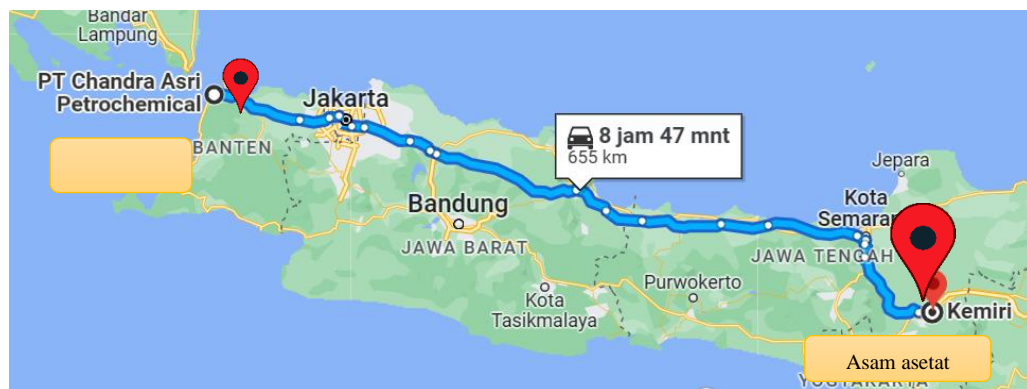 Bandar
Lampung
PT Chandra Asri
Petrochemical
Jakarta
BANTEN
8 jam 47 mnt
655 km
Jepara
Kota
Semaran
Bandung
JAWA BARAT
JAWA TENGAH
Purwokerto
Kota
Tasikmalaya
Kemiri
Asam asetat
YOGYAKARTA